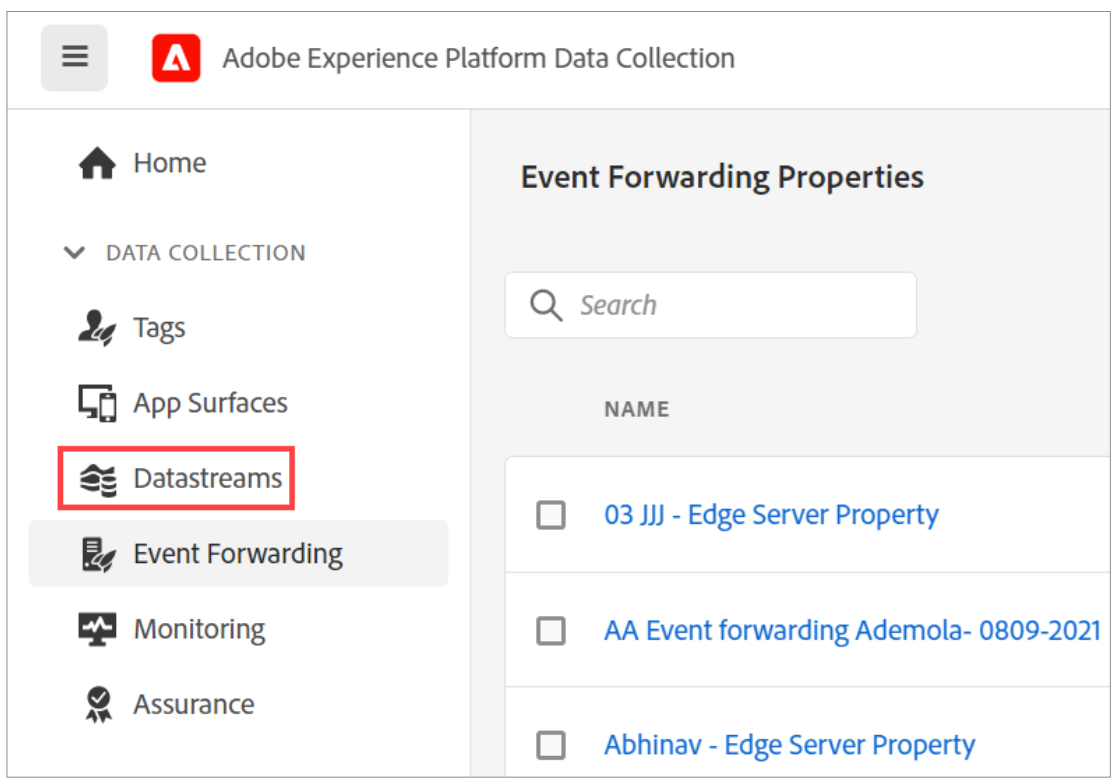 Adobe Experience Platform Data Collection
Home
DATA COLLECTION
Tags
App Surfaces
Datastreams
Event Forwarding
Monitoring
Assurance
Event Forwarding Properties
Search
NAME
03 JJJ - Edge Server Property
AA Event forwarding Ademola- 0809-2021
Abhinav - Edge Server Property